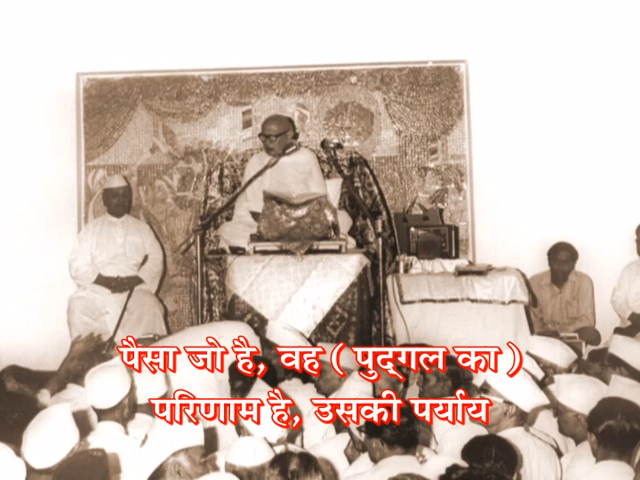 पैसा जो है, वह ( पुद्गल का )
परिणाम है, उसकी पर्याय